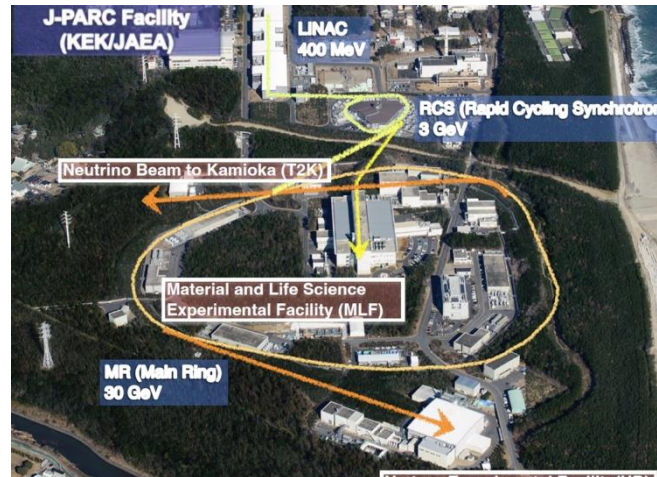 J-PARC Facility
(KEK/JAEA)
LINAC
400 MeV
RCS (Rapid Cycling Synchrotron
3 GeV
Neutrino Beam to Kamioka (T2K)
Material and Life Science
Experimental Facility (MLF)
MR (Main Ring)
30 GeV